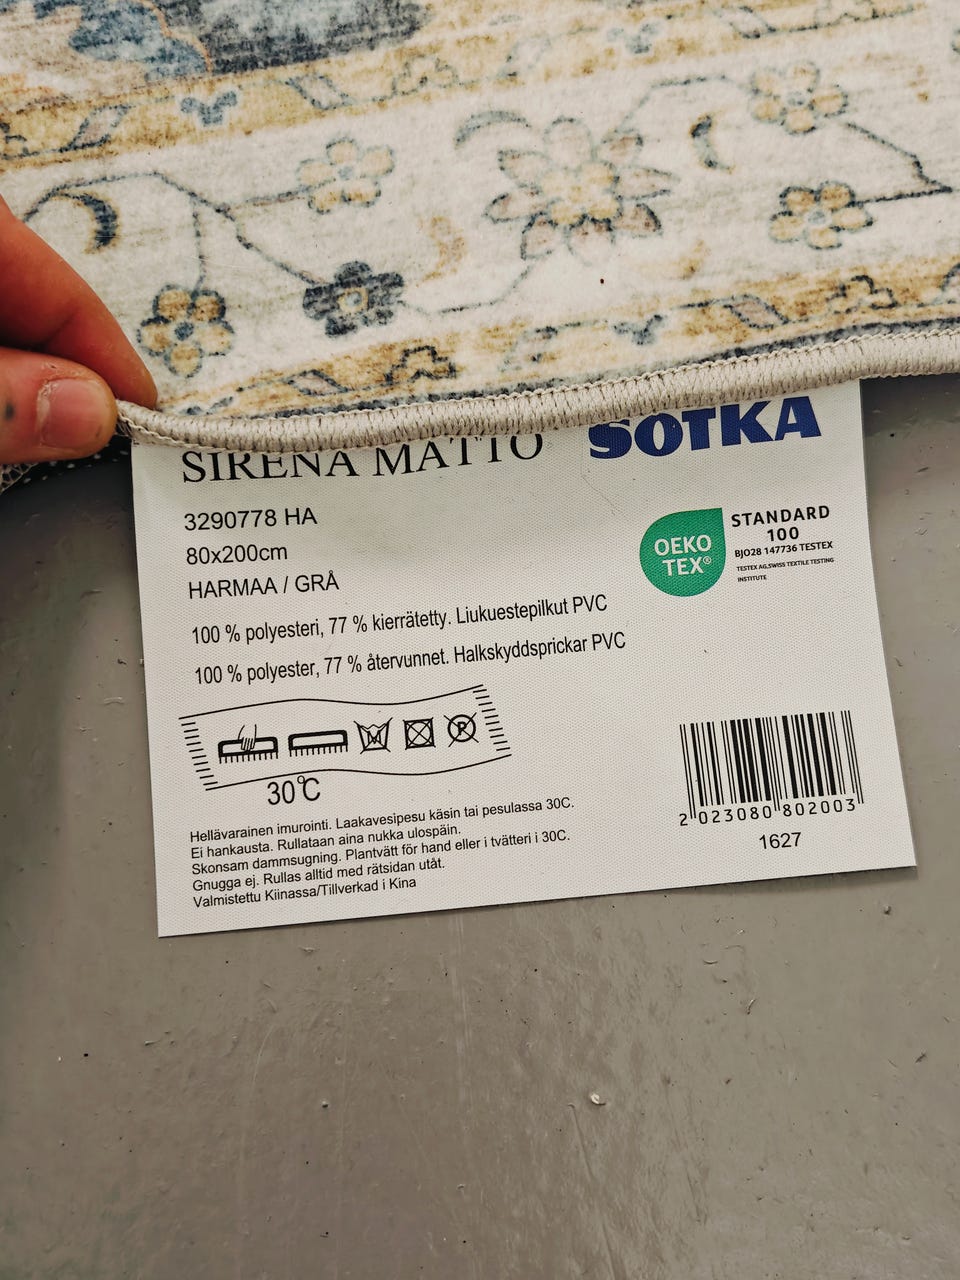 SIRENA MATTO
SOTKA
3290778 HA
80x200cm
HARMAA / GRÅ
OEKO
TEX®
STANDARD
100
BJO28 147736 TESTEX
TESTEX AG,SWISS TEXTILE TESTING
INSTITUTE
100 % polyesteri, 77 % kierrätetty. Liukuestepilkut PVC
100 % polyester, 77 % återvunnet. Halkskyddsprickar PVC
P
30°C
Hellävarainen imurointi. Laakavesipesu käsin tai pesulassa 30C.
Ei hankausta. Rullataan aina nukka ulospäin.
Skonsam dammsugning. Plantvätt för hand eller i tvätteri i 30C.
Gnugga ej. Rullas alltid med rätsidan utåt.
Valmistettu Kiinassa/Tillverkad i Kina
2 023080 802003
1627